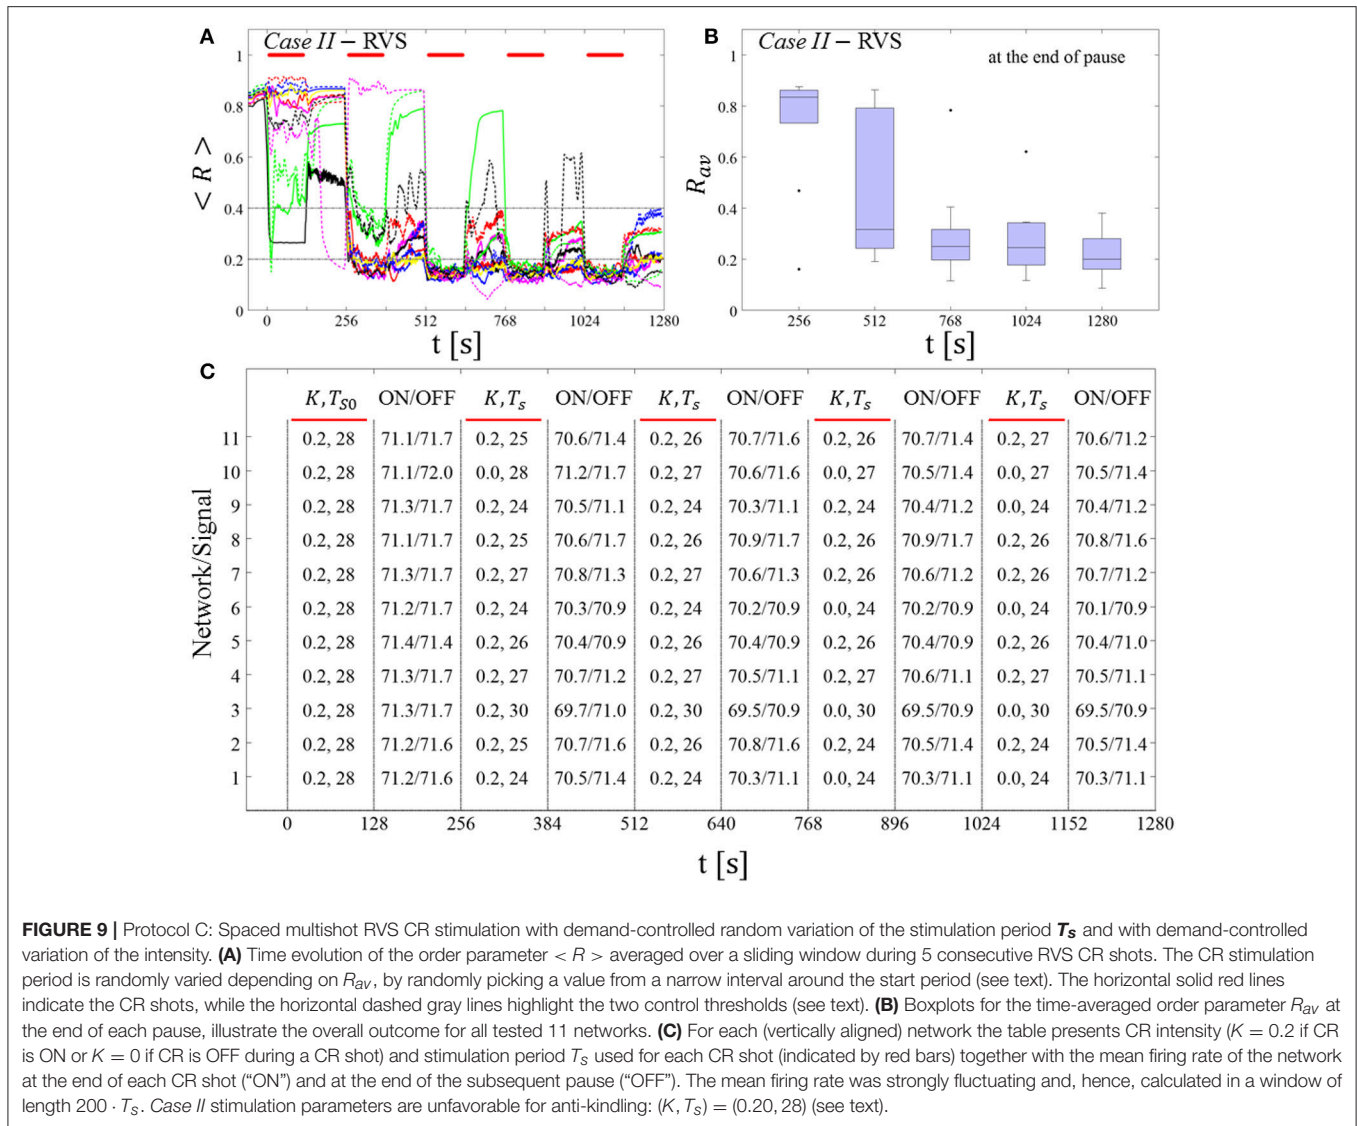 A
Case II – RVS
1
0.8
0.6
0.4
0.2
0
< R >
0 256 512 768 1024 1280
t [s]
B
Case II – RVS
at the end of pause
1
0.8
0.6
0.4
0.2
0
R_av
256 512 768 1024 1280
t [s]
C
K, T_S0 ON/OFF K, T_s ON/OFF K, T_s ON/OFF K, T_s ON/OFF K, T_s ON/OFF
11 0.2, 28 71.1/71.7 0.2, 25 70.6/71.4 0.2, 26 70.7/71.6 0.2, 26 70.7/71.4 0.2, 27 70.6/71.2
10 0.2, 28 71.1/72.0 0.0, 28 71.2/71.7 0.2, 27 70.6/71.6 0.0, 27 70.5/71.4 0.0, 27 70.5/71.4
9 0.2, 28 71.3/71.7 0.2, 24 70.5/71.1 0.2, 24 70.3/71.1 0.2, 24 70.4/71.2 0.0, 24 70.4/71.2
8 0.2, 28 71.1/71.7 0.2, 25 70.6/71.7 0.2, 26 70.9/71.7 0.2, 26 70.9/71.7 0.2, 26 70.8/71.6
7 0.2, 28 71.3/71.7 0.2, 27 70.8/71.3 0.2, 27 70.6/71.3 0.2, 26 70.6/71.2 0.2, 26 70.7/71.2
6 0.2, 28 71.2/71.7 0.2, 24 70.3/70.9 0.2, 24 70.2/70.9 0.0, 24 70.2/70.9 0.0, 24 70.1/70.9
5 0.2, 28 71.4/71.4 0.2, 26 70.4/70.9 0.2, 26 70.4/70.9 0.2, 26 70.4/70.9 0.2, 26 70.4/71.0
4 0.2, 28 71.3/71.7 0.2, 27 70.7/71.2 0.2, 27 70.5/71.1 0.2, 27 70.6/71.1 0.2, 27 70.5/71.1
3 0.2, 28 71.3/71.7 0.2, 30 69.7/71.0 0.2, 30 69.5/70.9 0.0, 30 69.5/70.9 0.0, 30 69.5/70.9
2 0.2, 28 71.2/71.6 0.2, 25 70.7/71.6 0.2, 26 70.8/71.6 0.2, 24 70.5/71.4 0.2, 24 70.5/71.4
1 0.2, 28 71.2/71.6 0.2, 24 70.5/71.4 0.2, 24 70.3/71.1 0.0, 24 70.3/71.1 0.0, 24 70.3/71.1
Network/Signal
0 128 256 384 512 640 768 896 1024 1152 1280
t [s]
FIGURE 9 | Protocol C: Spaced multishot RVS CR stimulation with demand-controlled random variation of the stimulation period T_s and with demand-controlled
variation of the intensity. (A) Time evolution of the order parameter < R > averaged over a sliding window during 5 consecutive RVS CR shots. The CR stimulation
period is randomly varied depending on R_av, by randomly picking a value from a narrow interval around the start period (see text). The horizontal solid red lines
indicate the CR shots, while the horizontal dashed gray lines highlight the two control thresholds (see text). (B) Boxplots for the time-averaged order parameter R_av at
the end of each pause, illustrate the overall outcome for all tested 11 networks. (C) For each (vertically aligned) network the table presents CR intensity (K = 0.2 if CR
is ON or K = 0 if CR is OFF during a CR shot) and stimulation period T_s used for each CR shot (indicated by red bars) together with the mean firing rate of the network
at the end of each CR shot (“ON”) and at the end of the subsequent pause (“OFF”). The mean firing rate was strongly fluctuating and, hence, calculated in a window of
length 200 · T_s. Case II stimulation parameters are unfavorable for anti-kindling: (K, T_s) = (0.20, 28) (see text).